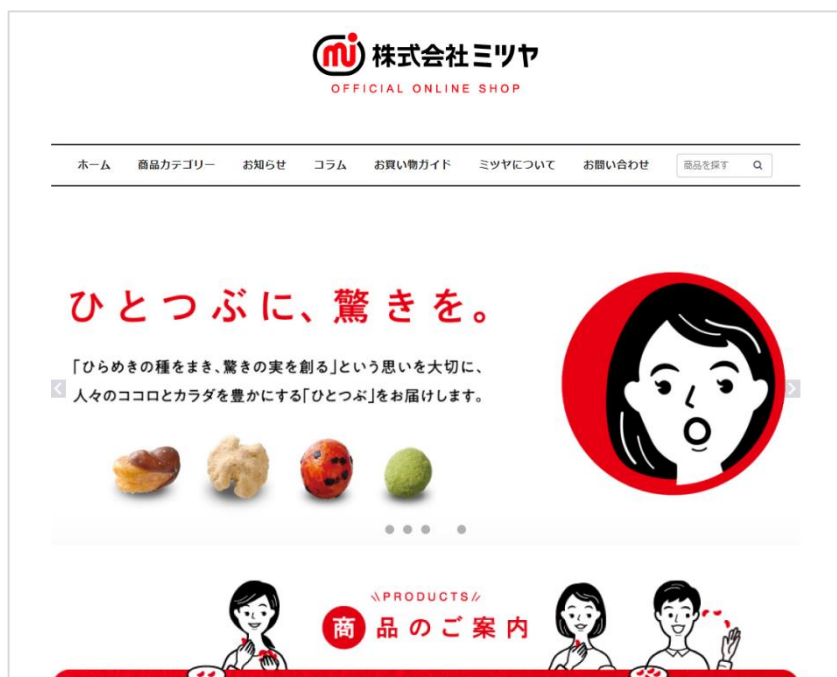 mi 株式会社ミツヤ
OFFICIAL ONLINE SHOP
ホーム 商品カテゴリー お知らせ コラム お買い物ガイド ミツヤについて お問い合わせ 商品を探す
ひとつぶに、驚きを。
「ひらめきの種をまき、驚きの実を創る」という思いを大切に、
人々のココロとカラダを豊かにする「ひとつぶ」をお届けします。
\\PRODUCTS//
商品のご案内